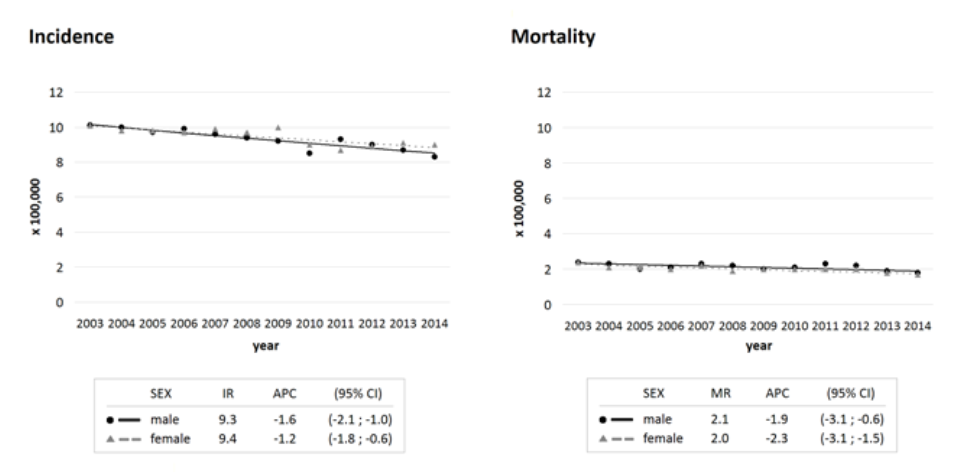 Incidence
12
10
8
6
4
2
0
x 100,000
2003 2004 2005 2006 2007 2008 2009 2010 2011 2012 2013 2014
year
SEX IR APC (95% CI)
male 9.3 -1.6 (-2.1 ; -1.0)
female 9.4 -1.2 (-1.8 ; -0.6)
Mortality
12
10
8
6
4
2
0
x 100,000
2003 2004 2005 2006 2007 2008 2009 2010 2011 2012 2013 2014
year
SEX MR APC (95% CI)
male 2.1 -1.9 (-3.1 ; -0.6)
female 2.0 -2.3 (-3.1 ; -1.5)